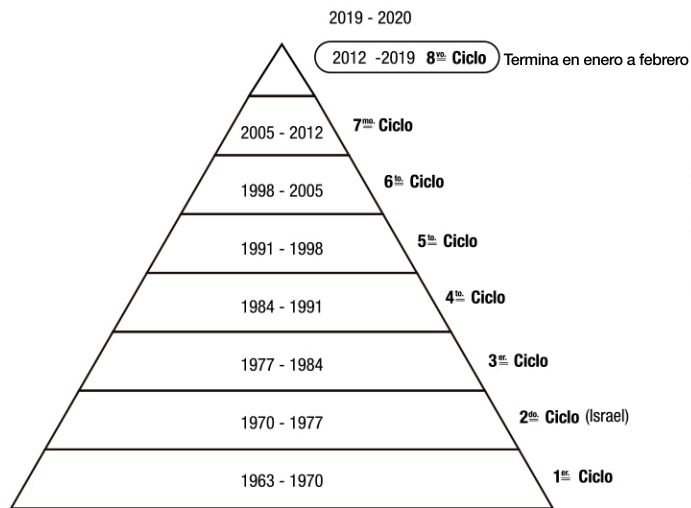 2019 - 2020
2012 -2019 8vo. Ciclo Termina en enero a febrero
2005 - 2012 7mo. Ciclo
1998 - 2005 6to. Ciclo
1991 - 1998 5to. Ciclo
1984 - 1991 4to. Ciclo
1977 - 1984 3er. Ciclo
1970 - 1977 2do. Ciclo (Israel)
1963 - 1970 1er. Ciclo